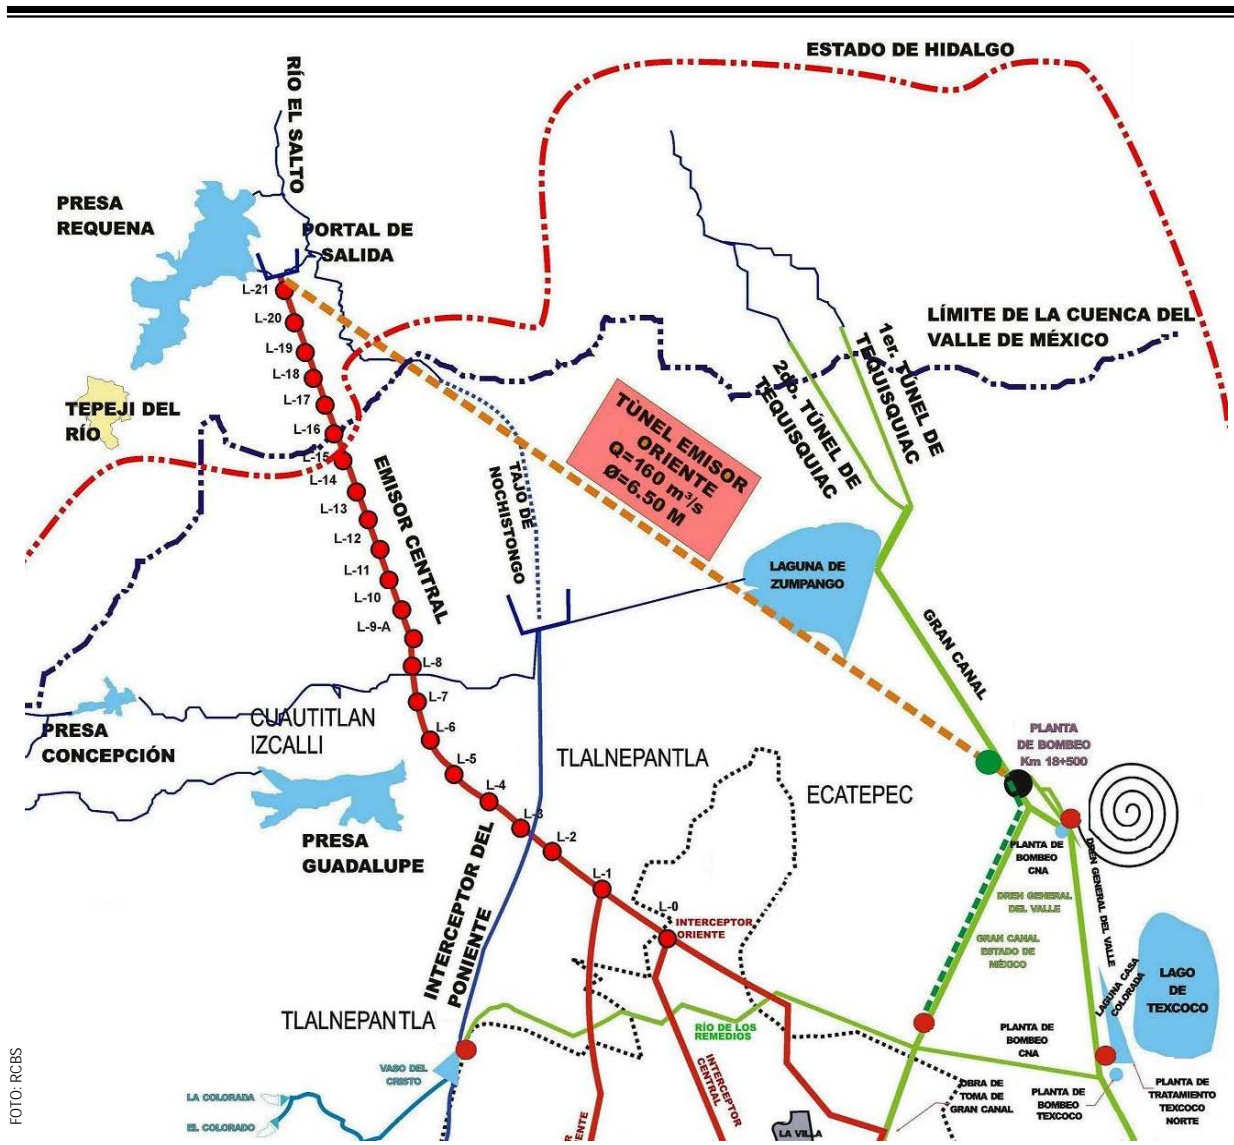 ESTADO DE HIDALGO
RÍO EL SALTO
PRESA
REQUENA
PORTAL DE
SALIDA
L-21
L-20
L-19
L-18
L-17
L-16
L-15
L-14
L-13
L-12
L-11
L-10
L-9-A
L-8
L-7
L-6
L-5
L-4
L-3
L-2
L-1
L-0
LÍMITE DE LA CUENCA DEL
VALLE DE MÉXICO
1er. TÚNEL DE
TEQUISQUIAC
2do. TÚNEL DE
TEQUISQUIAC
TEPEJI DEL
RÍO
TÙNEL EMISOR
ORIENTE
Q=160 m³/s
Ø=6.50 M
EMISOR CENTRAL
TAJO DE
NOCHISTONGO
LAGUNA DE
ZUMPANGO
GRAN CANAL
PRESA
CONCEPCIÓN
CUAUTITLAN
IZCALLI
TLALNEPANTLA
ECATEPEC
PLANTA
DE BOMBEO
Km 18+500
PRESA
GUADALUPE
INTERCEPTOR DEL
PONIENTE
PLANTA DE
BOMBEO
CNA
DREN GENERAL DEL VALLE
DREN GENERAL
DEL VALLE
INTERCEPTOR
ORIENTE
GRAN CANAL
ESTADO DE
MÉXICO
LAGUNA CASA
COLORADA
LAGO
DE
TEXCOCO
TLALNEPANTLA
RÍO DE LOS
REMEDIOS
PLANTA DE
BOMBEO
CNA
VASO DEL
CRISTO
INTERCEPTOR
CENTRAL
OBRA DE
TOMA DE
GRAN CANAL
PLANTA DE
BOMBEO
TEXCOCO
PLANTA DE
TRATAMIENTO
TEXCOCO
NORTE
LA COLORADA
EL COLORADO
LA VILLA
FOTO: RCBS